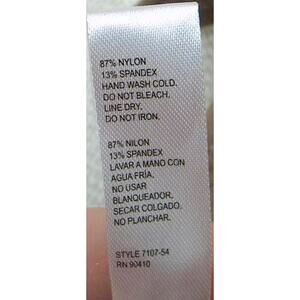 87% NYLON
13% SPANDEX
HAND WASH COLD.
DO NOT BLEACH.
LINE DRY,
DO NOT IRON.
87% NILON
13% SPANDEX
LAVAR A MANO CON
AGUA FRÍA.
NO USAR
BLANQUEADOR,
SECAR COLGADO.
NO PLANCHAR.
STYLE 7107-54
RN 90410